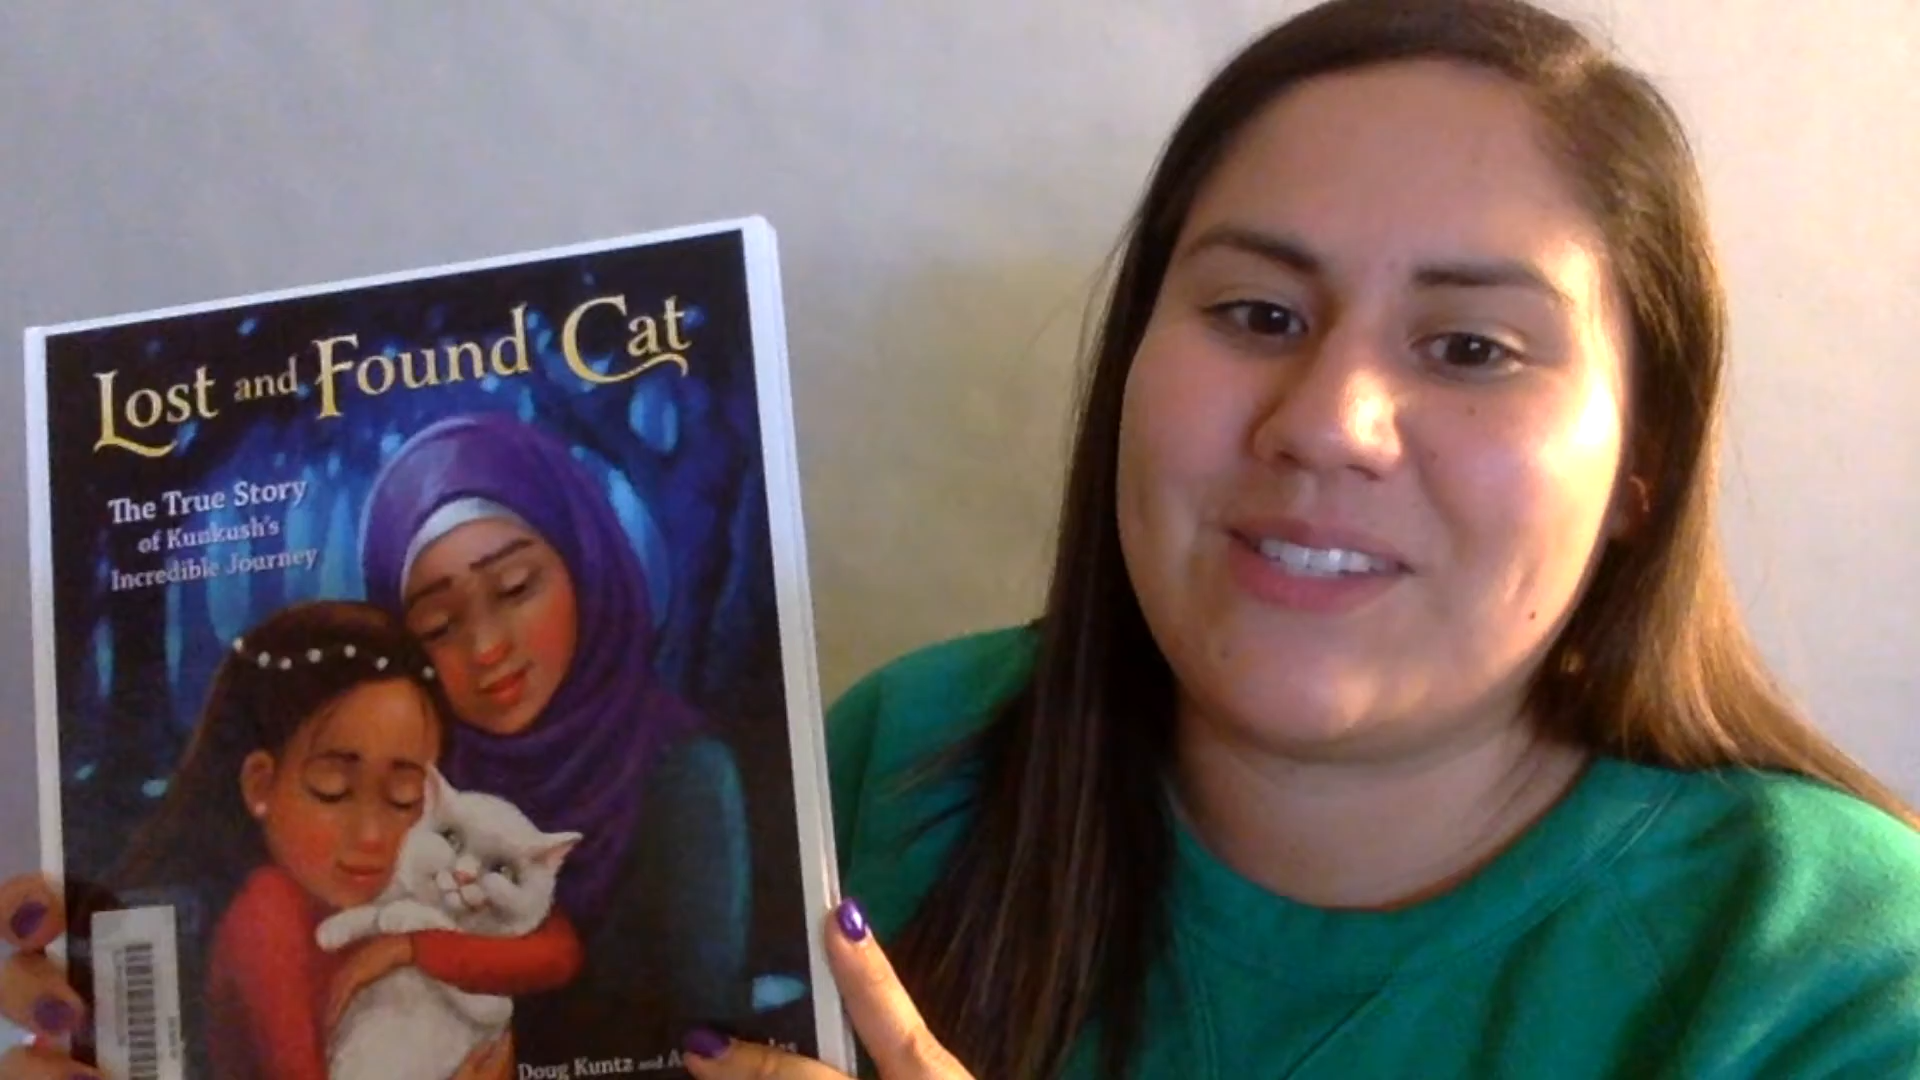 Lost and Found Cat
The True Story
of Kunkush's
Incredible Journey
Doug Kuntz and